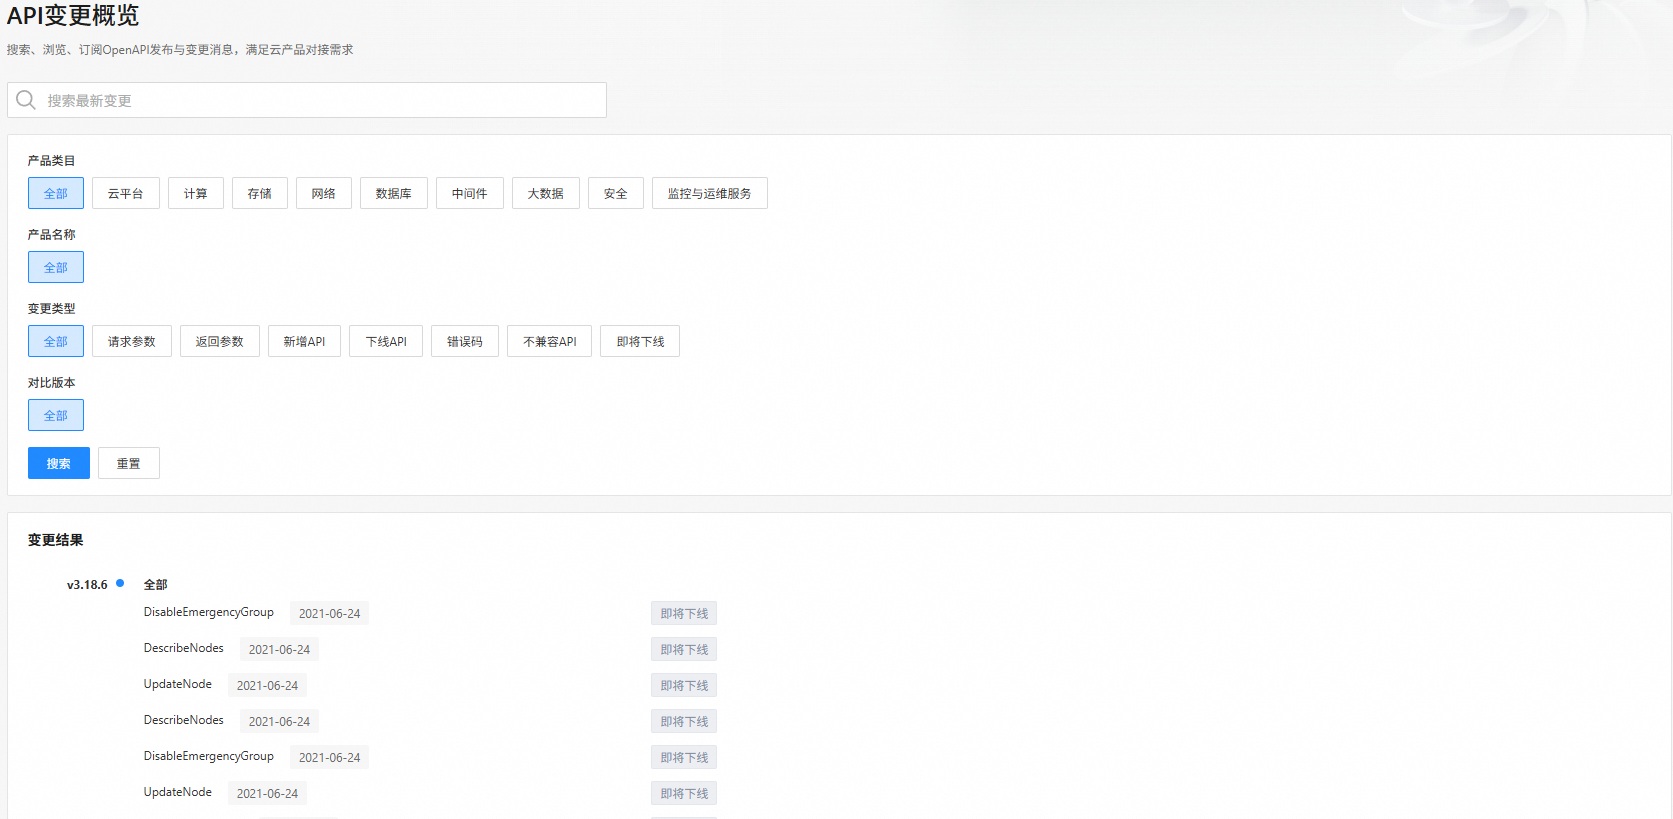 API变更概览
搜索、浏览、订阅OpenAPI发布与变更消息，满足云产品对接需求
搜索最新变更
产品类目
全部 云平台 计算 存储 网络 数据库 中间件 大数据 安全 监控与运维服务
产品名称
全部
变更类型
全部 请求参数 返回参数 新增API 下线API 错误码 不兼容API 即将下线
对比版本
全部
搜索 重置
变更结果
v3.18.6 全部
DisableEmergencyGroup 2021-06-24 即将下线
DescribeNodes 2021-06-24 即将下线
UpdateNode 2021-06-24 即将下线
DescribeNodes 2021-06-24 即将下线
DisableEmergencyGroup 2021-06-24 即将下线
UpdateNode 2021-06-24 即将下线